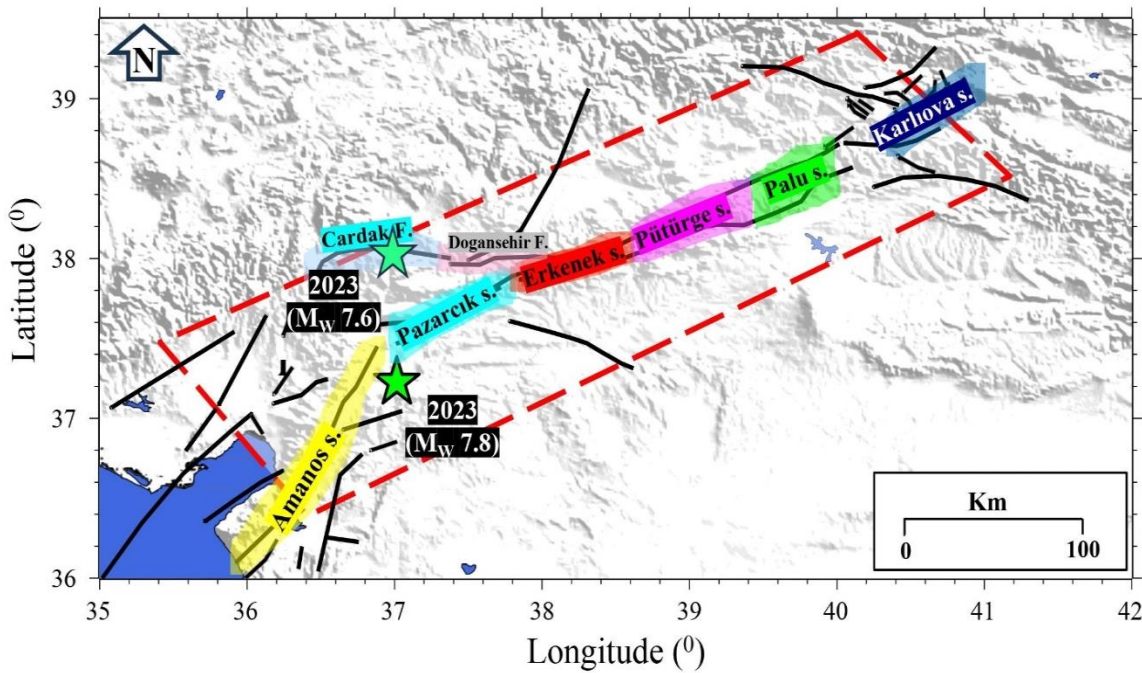 N
39
38
37
36
Latitude (⁰)
Karlıova s.
Palu s.
Pütürge s.
Cardak F.
Dogansehir F.
Erkenek s.
2023
(MW 7.6)
Pazarcık s.
2023
(MW 7.8)
Amanos s.
Km
0 100
35 36 37 38 39 40 41 42
Longitude (⁰)